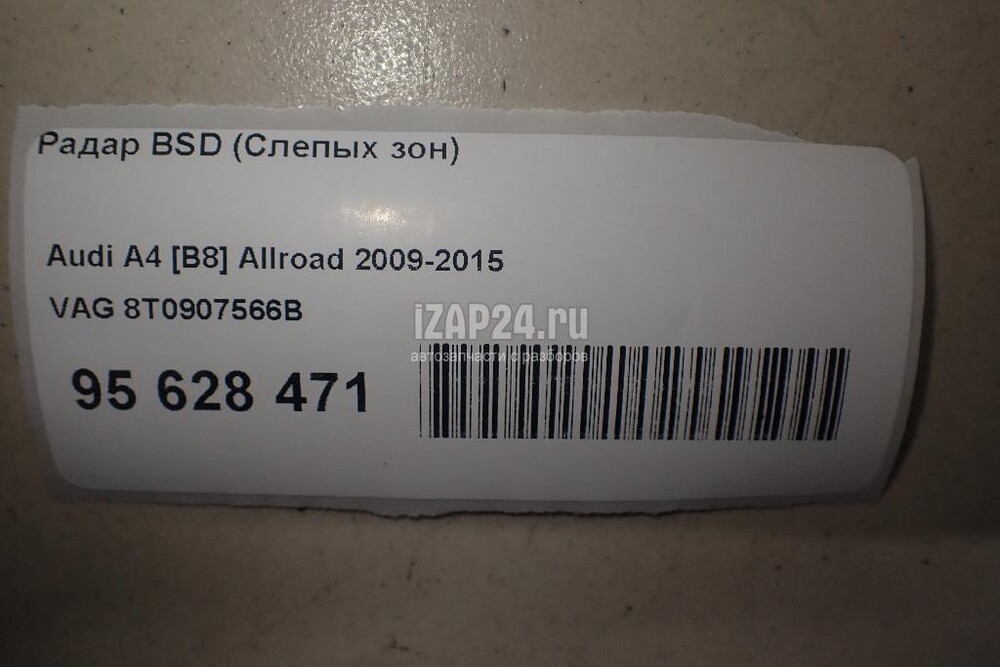 Радар BSD (Слепых зон)
Audi A4 [B8] Allroad 2009-2015
VAG 8T0907566B
iZAP24.ru
автозапчасти с разборов
95 628 471